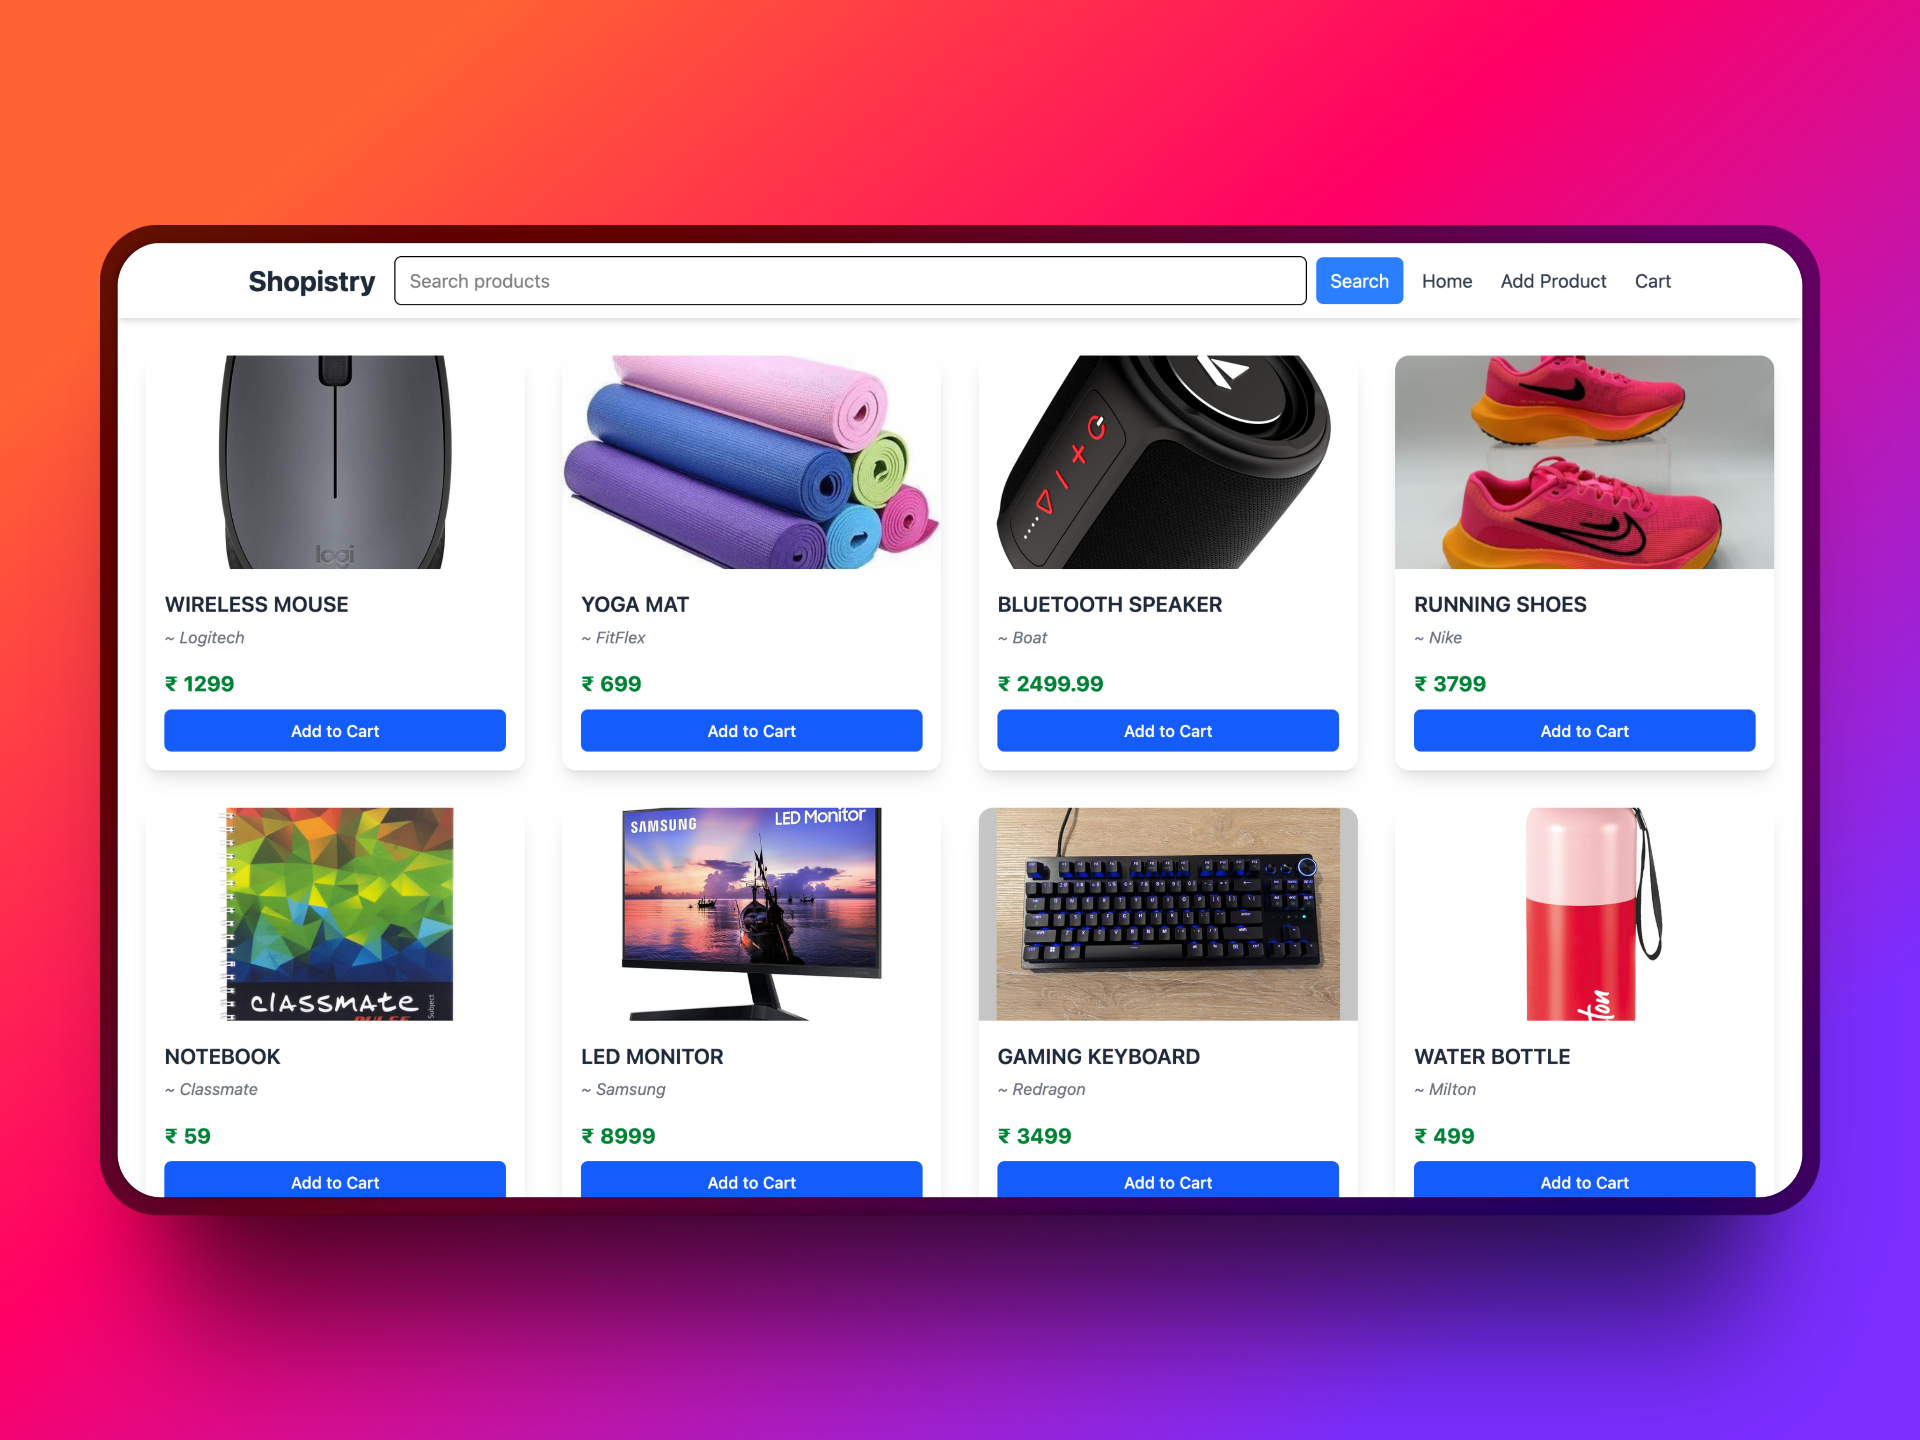 Shopistry
Search products
Search
Home
Add Product
Cart
logi
WIRELESS MOUSE
~ Logitech
₹ 1299
Add to Cart
YOGA MAT
~ FitFlex
₹ 699
Add to Cart
BLUETOOTH SPEAKER
~ Boat
₹ 2499.99
Add to Cart
RUNNING SHOES
~ Nike
₹ 3799
Add to Cart
classmate
Subject
NOTEBOOK
~ Classmate
₹ 59
Add to Cart
SAMSUNG
LED Monitor
LED MONITOR
~ Samsung
₹ 8999
Add to Cart
GAMING KEYBOARD
~ Redragon
₹ 3499
Add to Cart
WATER BOTTLE
~ Milton
₹ 499
Add to Cart